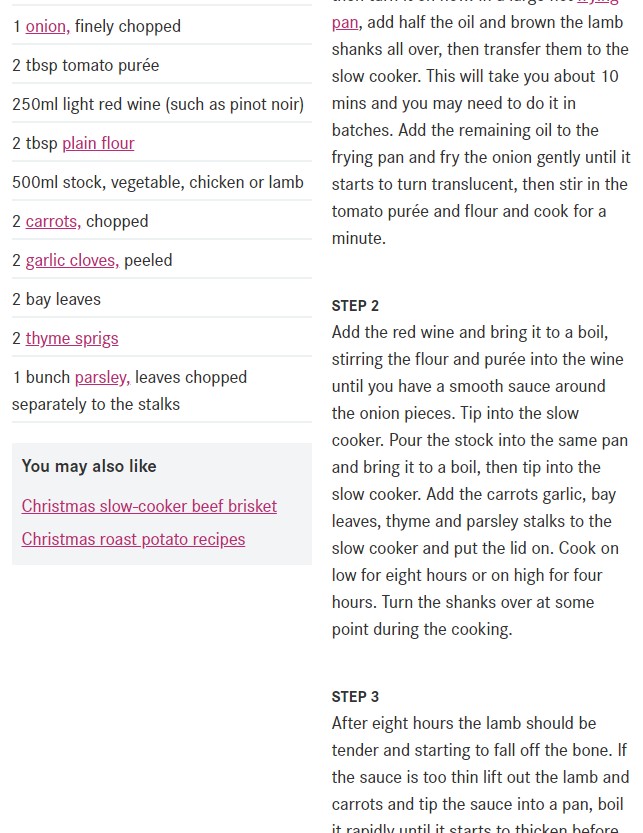 1 onion, finely chopped
2 tbsp tomato purée
250ml light red wine (such as pinot noir)
2 tbsp plain flour
500ml stock, vegetable, chicken or lamb
2 carrots, chopped
2 garlic cloves, peeled
2 bay leaves
2 thyme sprigs
1 bunch parsley, leaves chopped
separately to the stalks
You may also like
Christmas slow-cooker beef brisket
Christmas roast potato recipes
pan, add half the oil and brown the lamb
shanks all over, then transfer them to the
slow cooker. This will take you about 10
mins and you may need to do it in
batches. Add the remaining oil to the
frying pan and fry the onion gently until it
starts to turn translucent, then stir in the
tomato purée and flour and cook for a
minute.
STEP 2
Add the red wine and bring it to a boil,
stirring the flour and purée into the wine
until you have a smooth sauce around
the onion pieces. Tip into the slow
cooker. Pour the stock into the same pan
and bring it to a boil, then tip into the
slow cooker. Add the carrots garlic, bay
leaves, thyme and parsley stalks to the
slow cooker and put the lid on. Cook on
low for eight hours or on high for four
hours. Turn the shanks over at some
point during the cooking.
STEP 3
After eight hours the lamb should be
tender and starting to fall off the bone. If
the sauce is too thin lift out the lamb and
carrots and tip the sauce into a pan, boil
it rapidly until it starts to thicken before